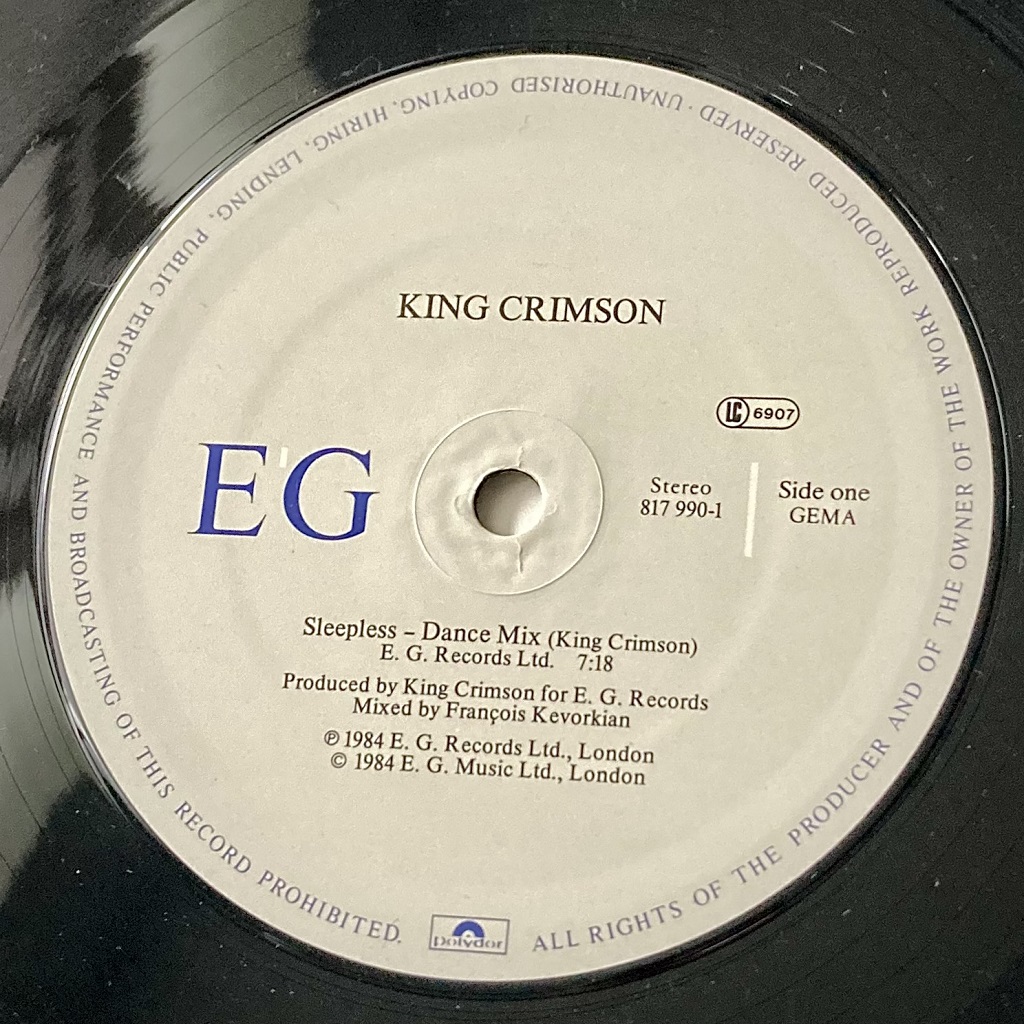 KING CRIMSON
LC 6907
EG
Stereo
817 990-1
Side one
GEMA
Sleepless – Dance Mix (King Crimson)
E. G. Records Ltd. 7:18
Produced by King Crimson for E. G. Records
Mixed by François Kevorkian
℗ 1984 E. G. Records Ltd., London
© 1984 E. G. Music Ltd., London
polydor
ALL RIGHTS OF THE PRODUCER AND OF THE OWNER OF THE WORK REPRODUCED RESERVED · UNAUTHORISED COPYING, HIRING, LENDING, PUBLIC PERFORMANCE AND BROADCASTING OF THIS RECORD PROHIBITED.